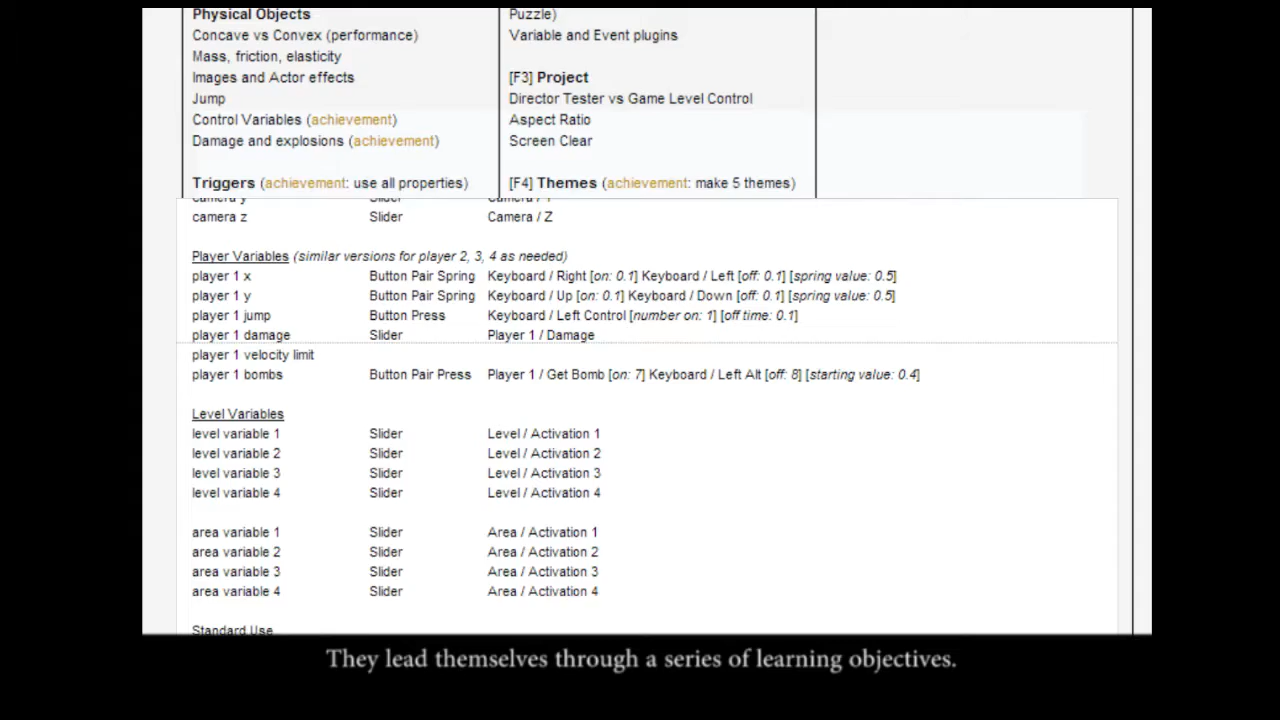 Physical Objects
Concave vs Convex (performance)
Mass, friction, elasticity
Images and Actor effects
Jump
Control Variables (achievement)
Damage and explosions (achievement)
Triggers (achievement: use all properties)
Puzzle)
Variable and Event plugins
[F3] Project
Director Tester vs Game Level Control
Aspect Ratio
Screen Clear
[F4] Themes (achievement: make 5 themes)
camera y Slider Camera / Y
camera z Slider Camera / Z
Player Variables (similar versions for player 2, 3, 4 as needed)
player 1 x Button Pair Spring Keyboard / Right [on: 0.1] Keyboard / Left [off: 0.1] [spring value: 0.5]
player 1 y Button Pair Spring Keyboard / Up [on: 0.1] Keyboard / Down [off: 0.1] [spring value: 0.5]
player 1 jump Button Press Keyboard / Left Control [number on: 1] [off time: 0.1]
player 1 damage Slider Player 1 / Damage
player 1 velocity limit
player 1 bombs Button Pair Press Player 1 / Get Bomb [on: 7] Keyboard / Left Alt [off: 8] [starting value: 0.4]
Level Variables
level variable 1 Slider Level / Activation 1
level variable 2 Slider Level / Activation 2
level variable 3 Slider Level / Activation 3
level variable 4 Slider Level / Activation 4
area variable 1 Slider Area / Activation 1
area variable 2 Slider Area / Activation 2
area variable 3 Slider Area / Activation 3
area variable 4 Slider Area / Activation 4
Standard Use
They lead themselves through a series of learning objectives.